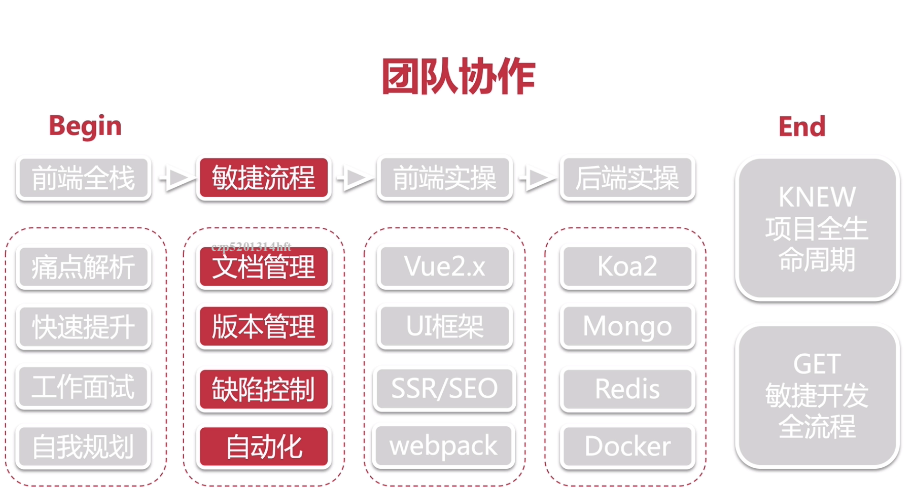 团队协作
Begin
End
前端全栈
敏捷流程
前端实操
后端实操
痛点解析
快速提升
工作面试
自我规划
czp5201314hft
文档管理
版本管理
缺陷控制
自动化
Vue2.x
UI框架
SSR/SEO
webpack
Koa2
Mongo
Redis
Docker
KNEW
项目全生
命周期
GET
敏捷开发
全流程